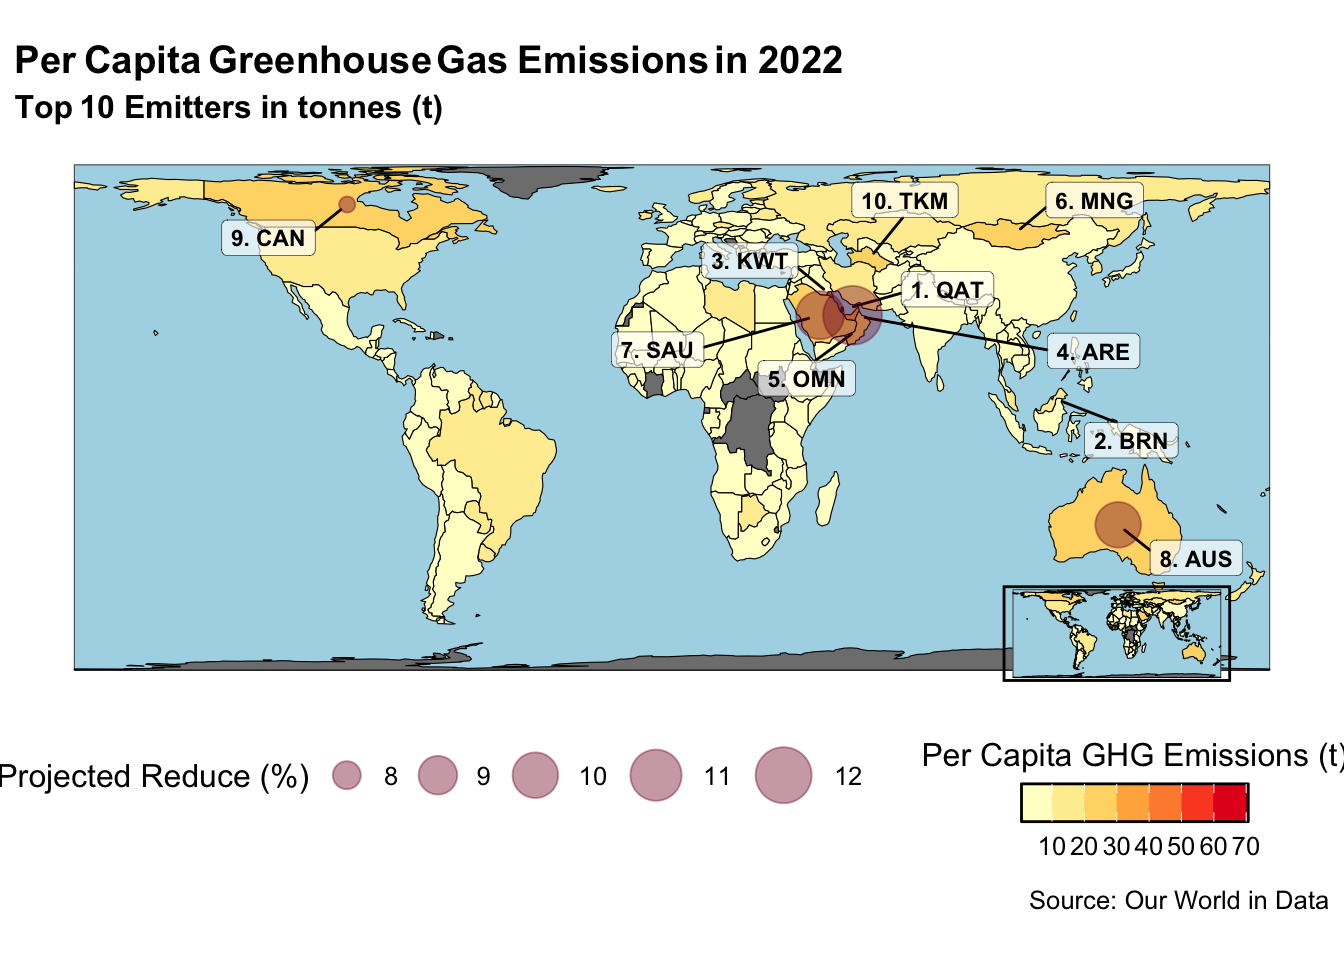 Per Capita Greenhouse Gas Emissions in 2022
Top 10 Emitters in tonnes (t)
10. TKM
6. MNG
9. CAN
3. KWT
1. QAT
7. SAU
4. ARE
5. OMN
2. BRN
8. AUS
Projected Reduce (%)
8
9
10
11
12
Per Capita GHG Emissions (t)
10 20 30 40 50 60 70
Source: Our World in Data